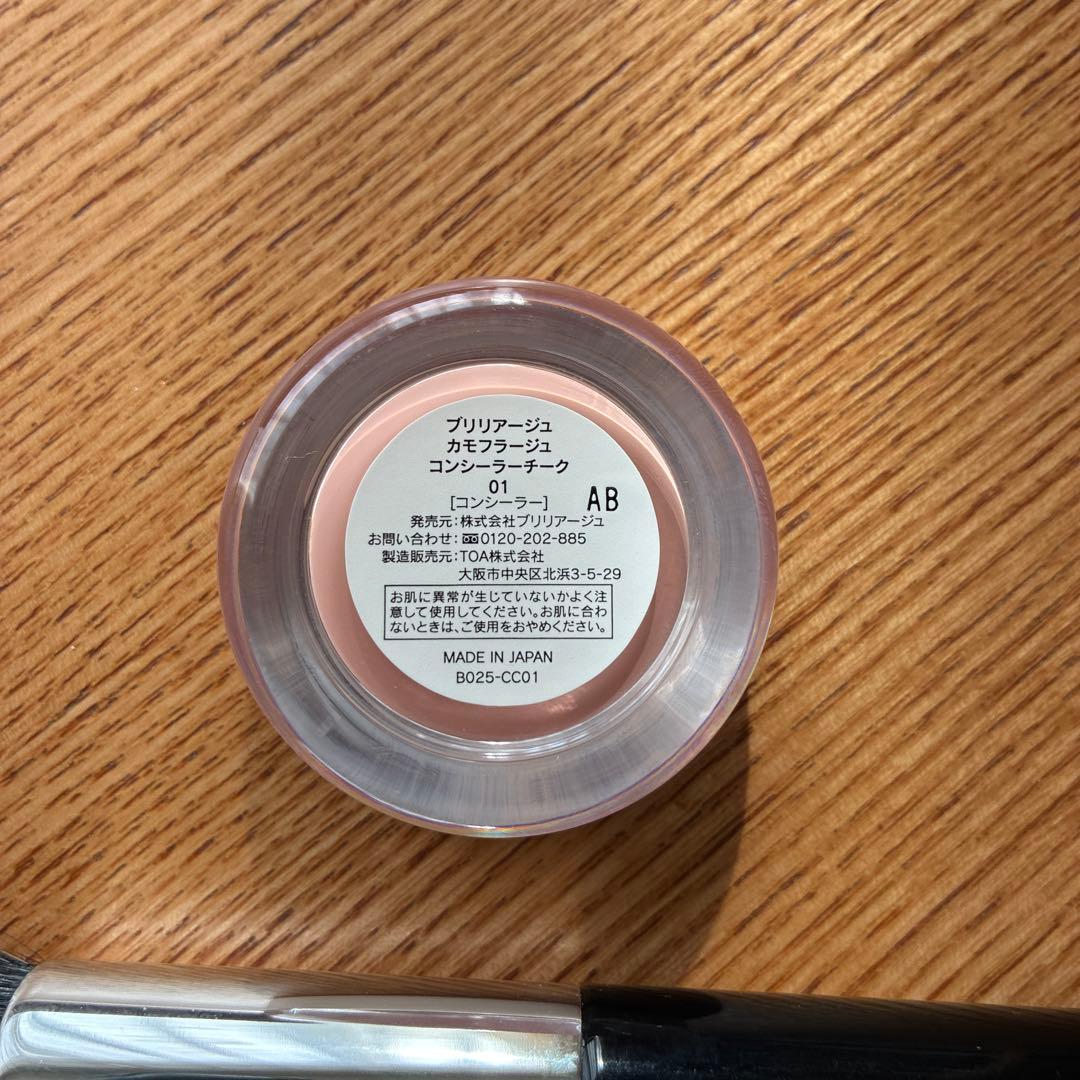 ブリリアージュ
カモフラージュ
コンシーラーチーク
01
[コンシーラー] AB
発売元:株式会社ブリリアージュ
お問い合わせ:0120-202-885
製造販売元:TOA株式会社
大阪市中央区北浜3-5-29
お肌に異常が生じていないかよく注
意して使用してください。お肌に合わ
ないときは、ご使用をおやめください。
MADE IN JAPAN
B025-CC01